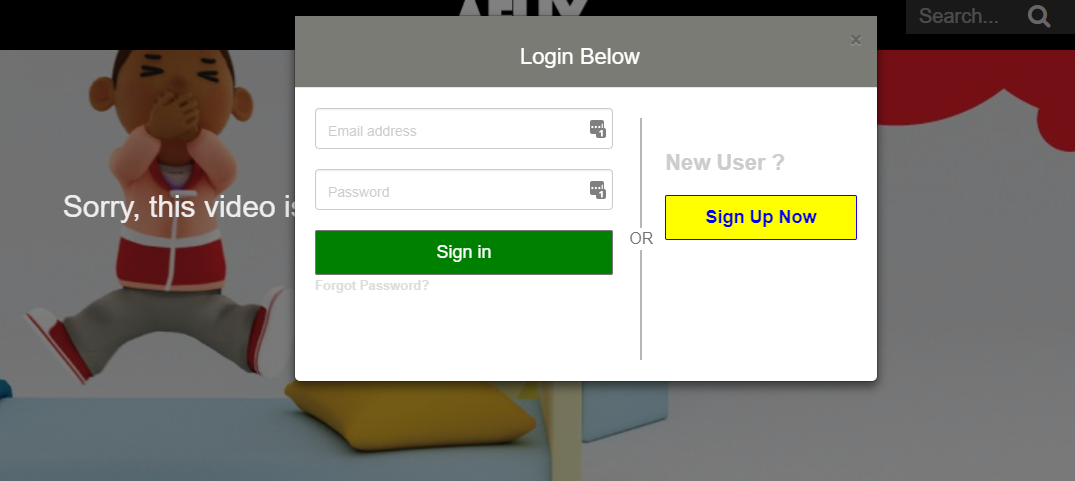 Search...
×
Login Below
Email address
Password
Sign in
Forgot Password?
OR
New User ?
Sign Up Now
Sorry, this video